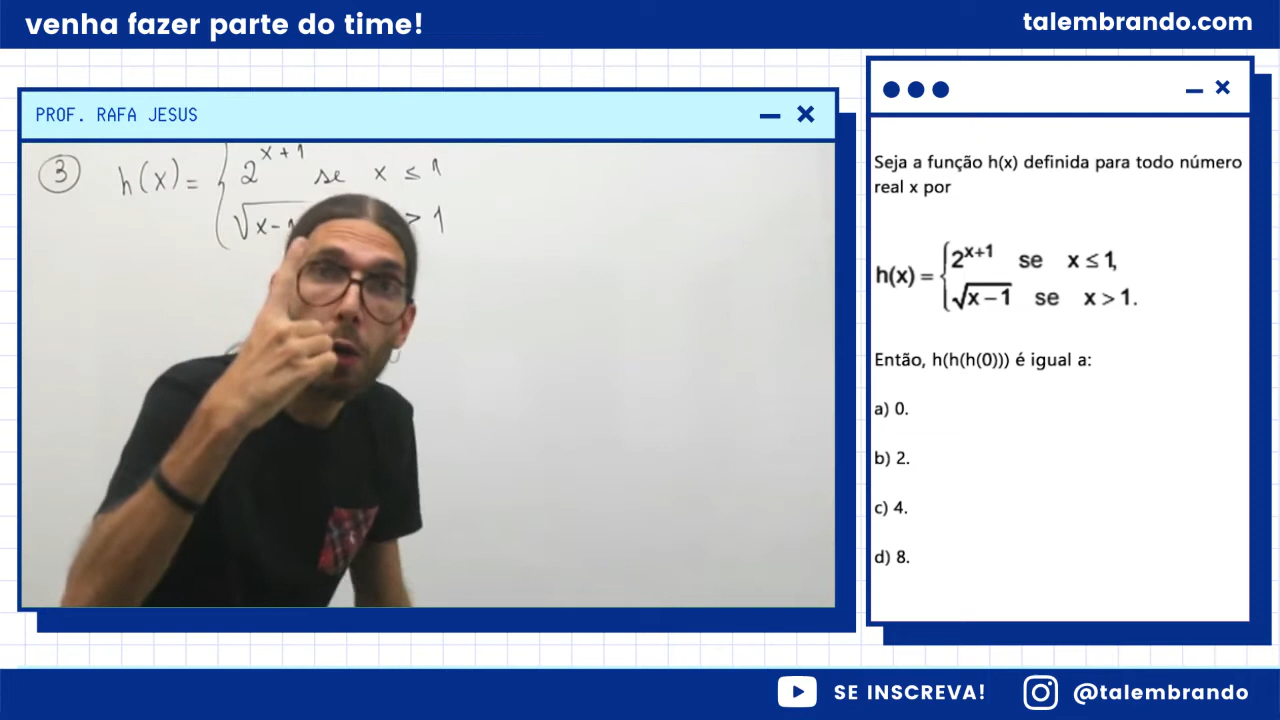 venha fazer parte do time!
talembrando.com
PROF. RAFA JESUS
3 h(x) = { 2^{x+1} se x ≤ 1
√x-1 > 1
Seja a função h(x) definida para todo número
real x por
h(x) = { 2^{x+1} se x ≤ 1,
√x-1 se x > 1.
Então, h(h(h(0))) é igual a:
a) 0.
b) 2.
c) 4.
d) 8.
SE INSCREVA!
@talembrando